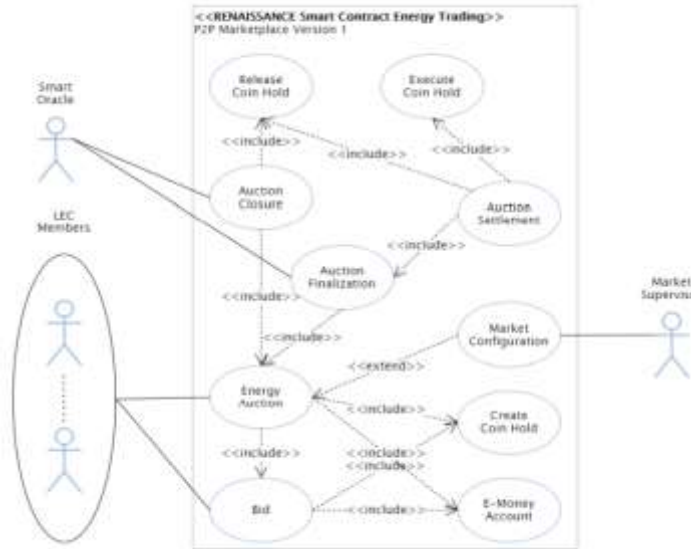 <<RENAISSANCE Smart Contract Energy Trading>>
P2P Marketplace Version 1
Smart
Oracle
Release
Coin Hold
Execute
Coin Hold
<<include>>
<<include>>
<<include>>
Auction
Closure
Auction
Settlement
LEC
Members
<<include>>
Auction
Finalization
<<include>>
<<include>>
Market
Supervisor
Market
Configuration
<<extend>>
Energy
Auction
<<include>>
Create
Coin Hold
<<include>>
<<include>>
<<include>>
Bid
<<include>>
E-Money
Account